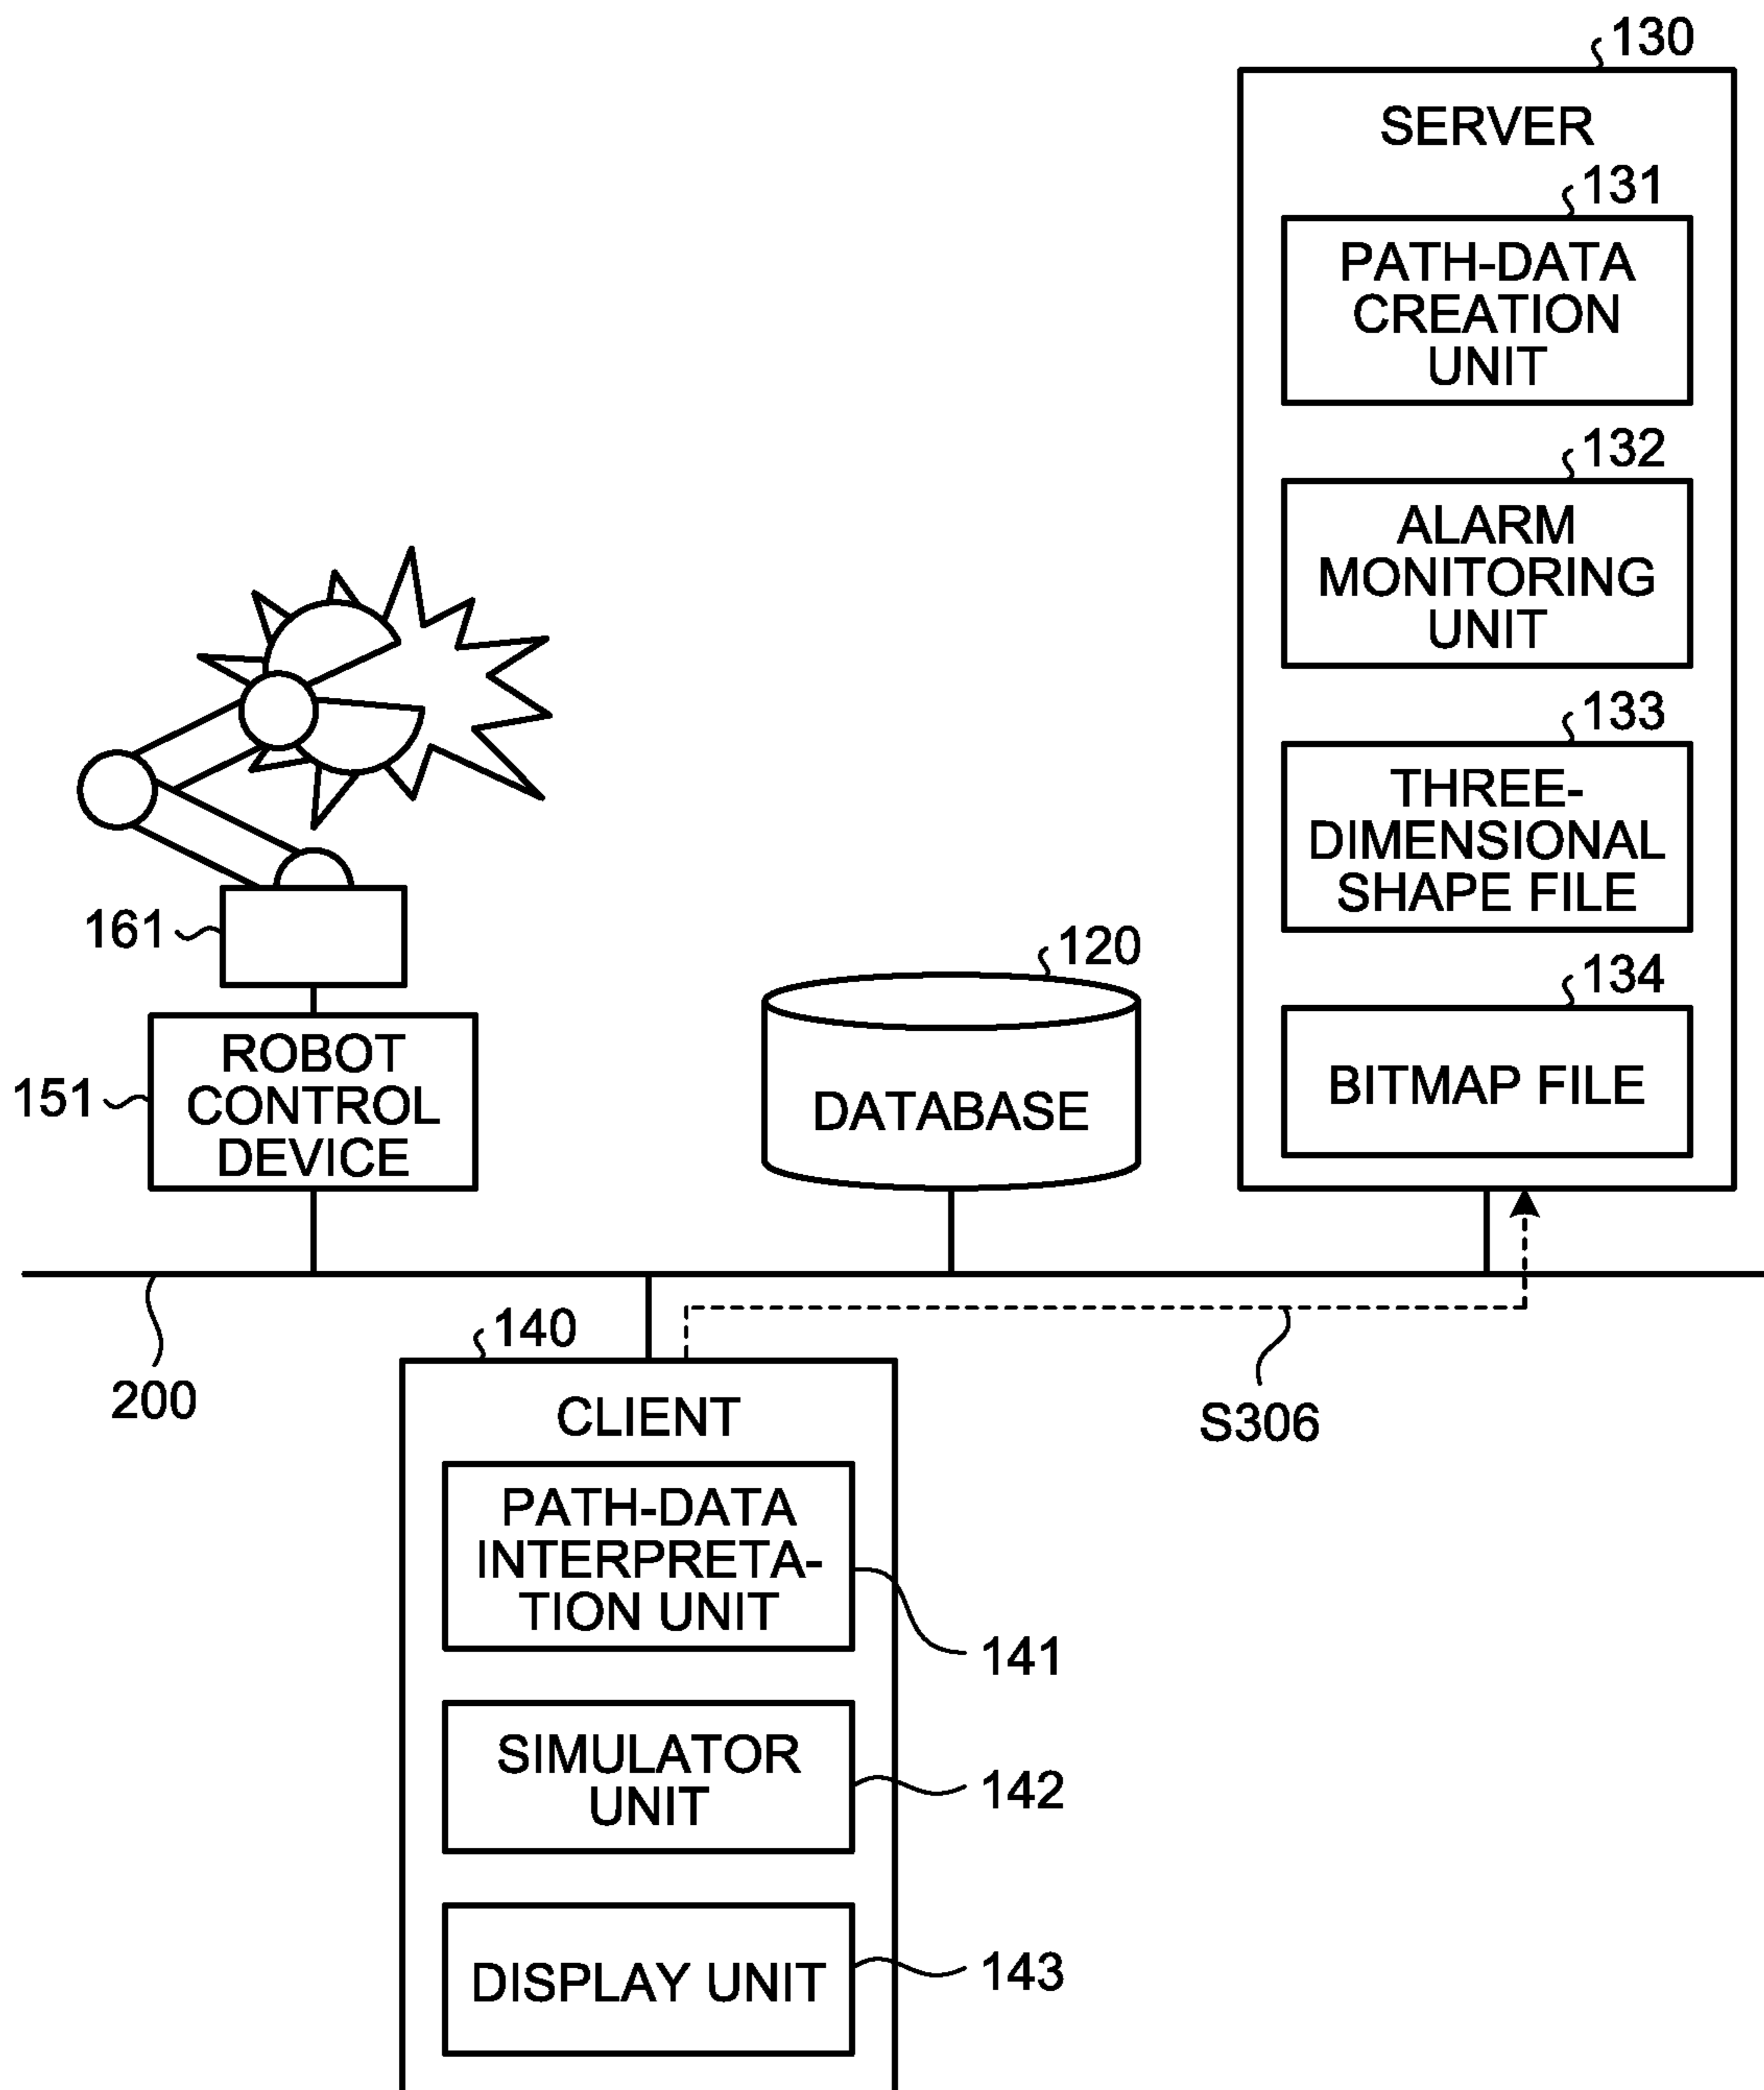 130
SERVER
131
PATH-DATA
CREATION
UNIT
132
ALARM
MONITORING
UNIT
133
THREE-
DIMENSIONAL
SHAPE FILE
134
BITMAP FILE
161
151
ROBOT
CONTROL
DEVICE
120
DATABASE
200
S306
140
CLIENT
PATH-DATA
INTERPRETA-
TION UNIT
141
SIMULATOR
UNIT
142
DISPLAY UNIT
143